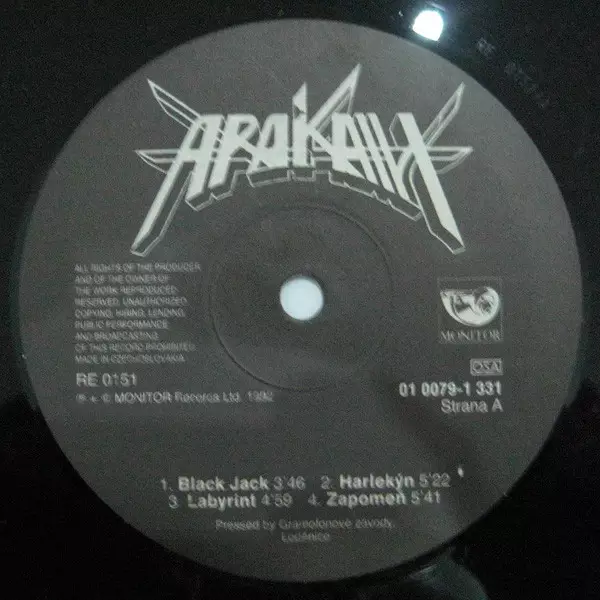 ARAKAIN
ALL RIGHTS OF THE PRODUCER
AND OF THE OWNER OF
THE WORK REPRODUCED
RESERVED. UNAUTHORIZED
COPYING, HIRING, LENDING,
PUBLIC PERFORMANCE
AND BROADCASTING
OF THIS RECORD PROHIBITED.
MADE IN CZECHOSLOVAKIA
MONITOR
OSA
RE 0151
℗ + © MONITOR Records Ltd. 1992
01 0079-1 331
Strana A
1. Black Jack 3'46 2. Harlekýn 5'22
3. Labyrint 4'59 4. Zapomeň 5'41
Pressed by Gramofonové závody,
Loděnice